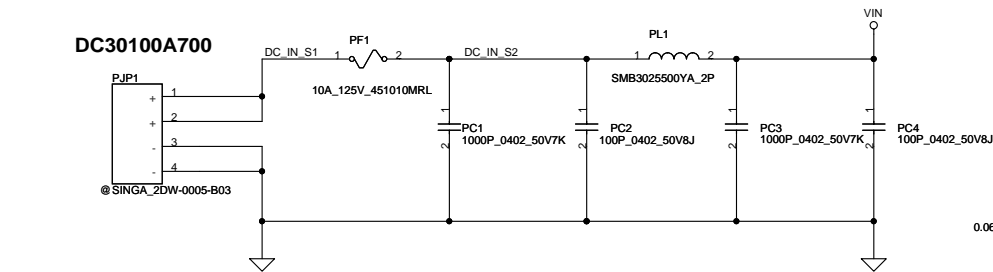 VIN
DC30100A700
PF1
PL1
DC_IN_S1
1
2
DC_IN_S2
1
2
PJP1
10A_125V_451010MRL
SMB3025500YA_2P
+
1
+
2
-
3
-
4
1
2
PC1
1000P_0402_50V7K
1
2
PC2
100P_0402_50V8J
1
2
PC3
1000P_0402_50V7K
1
2
PC4
100P_0402_50V8J
@ SINGA_2DW-0005-B03